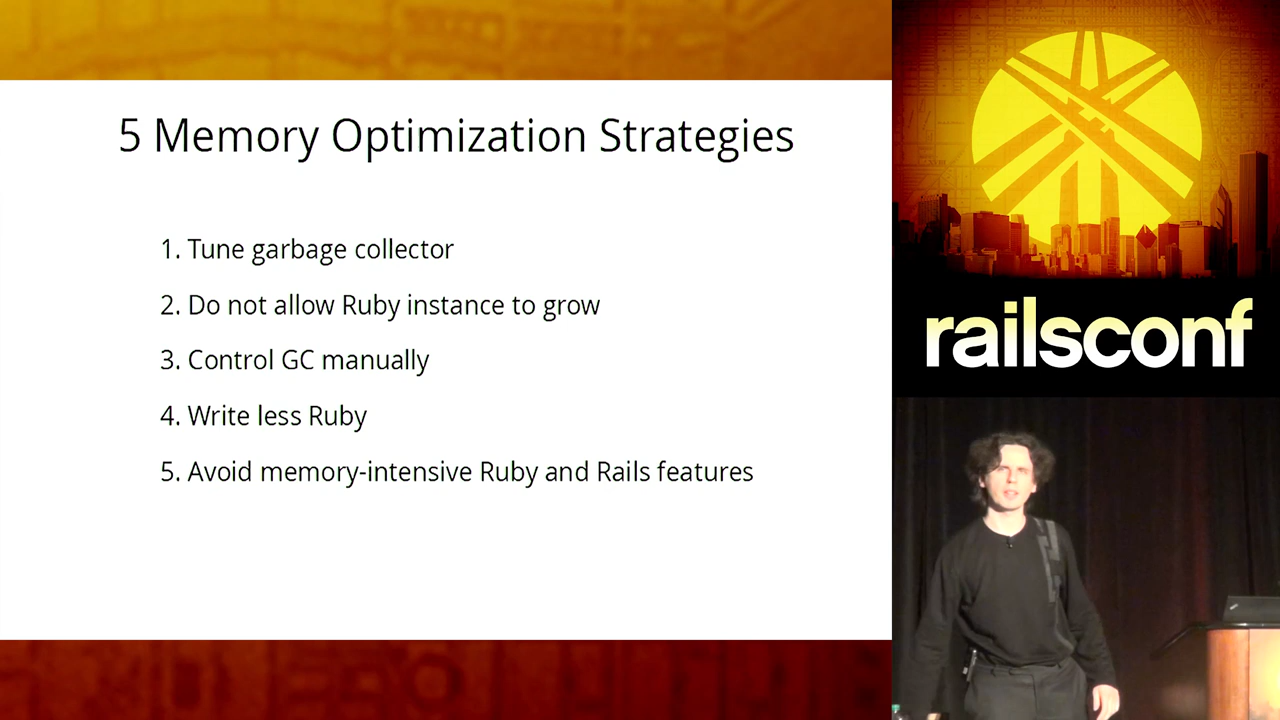 5 Memory Optimization Strategies
1. Tune garbage collector
2. Do not allow Ruby instance to grow
3. Control GC manually
4. Write less Ruby
5. Avoid memory-intensive Ruby and Rails features
railsconf